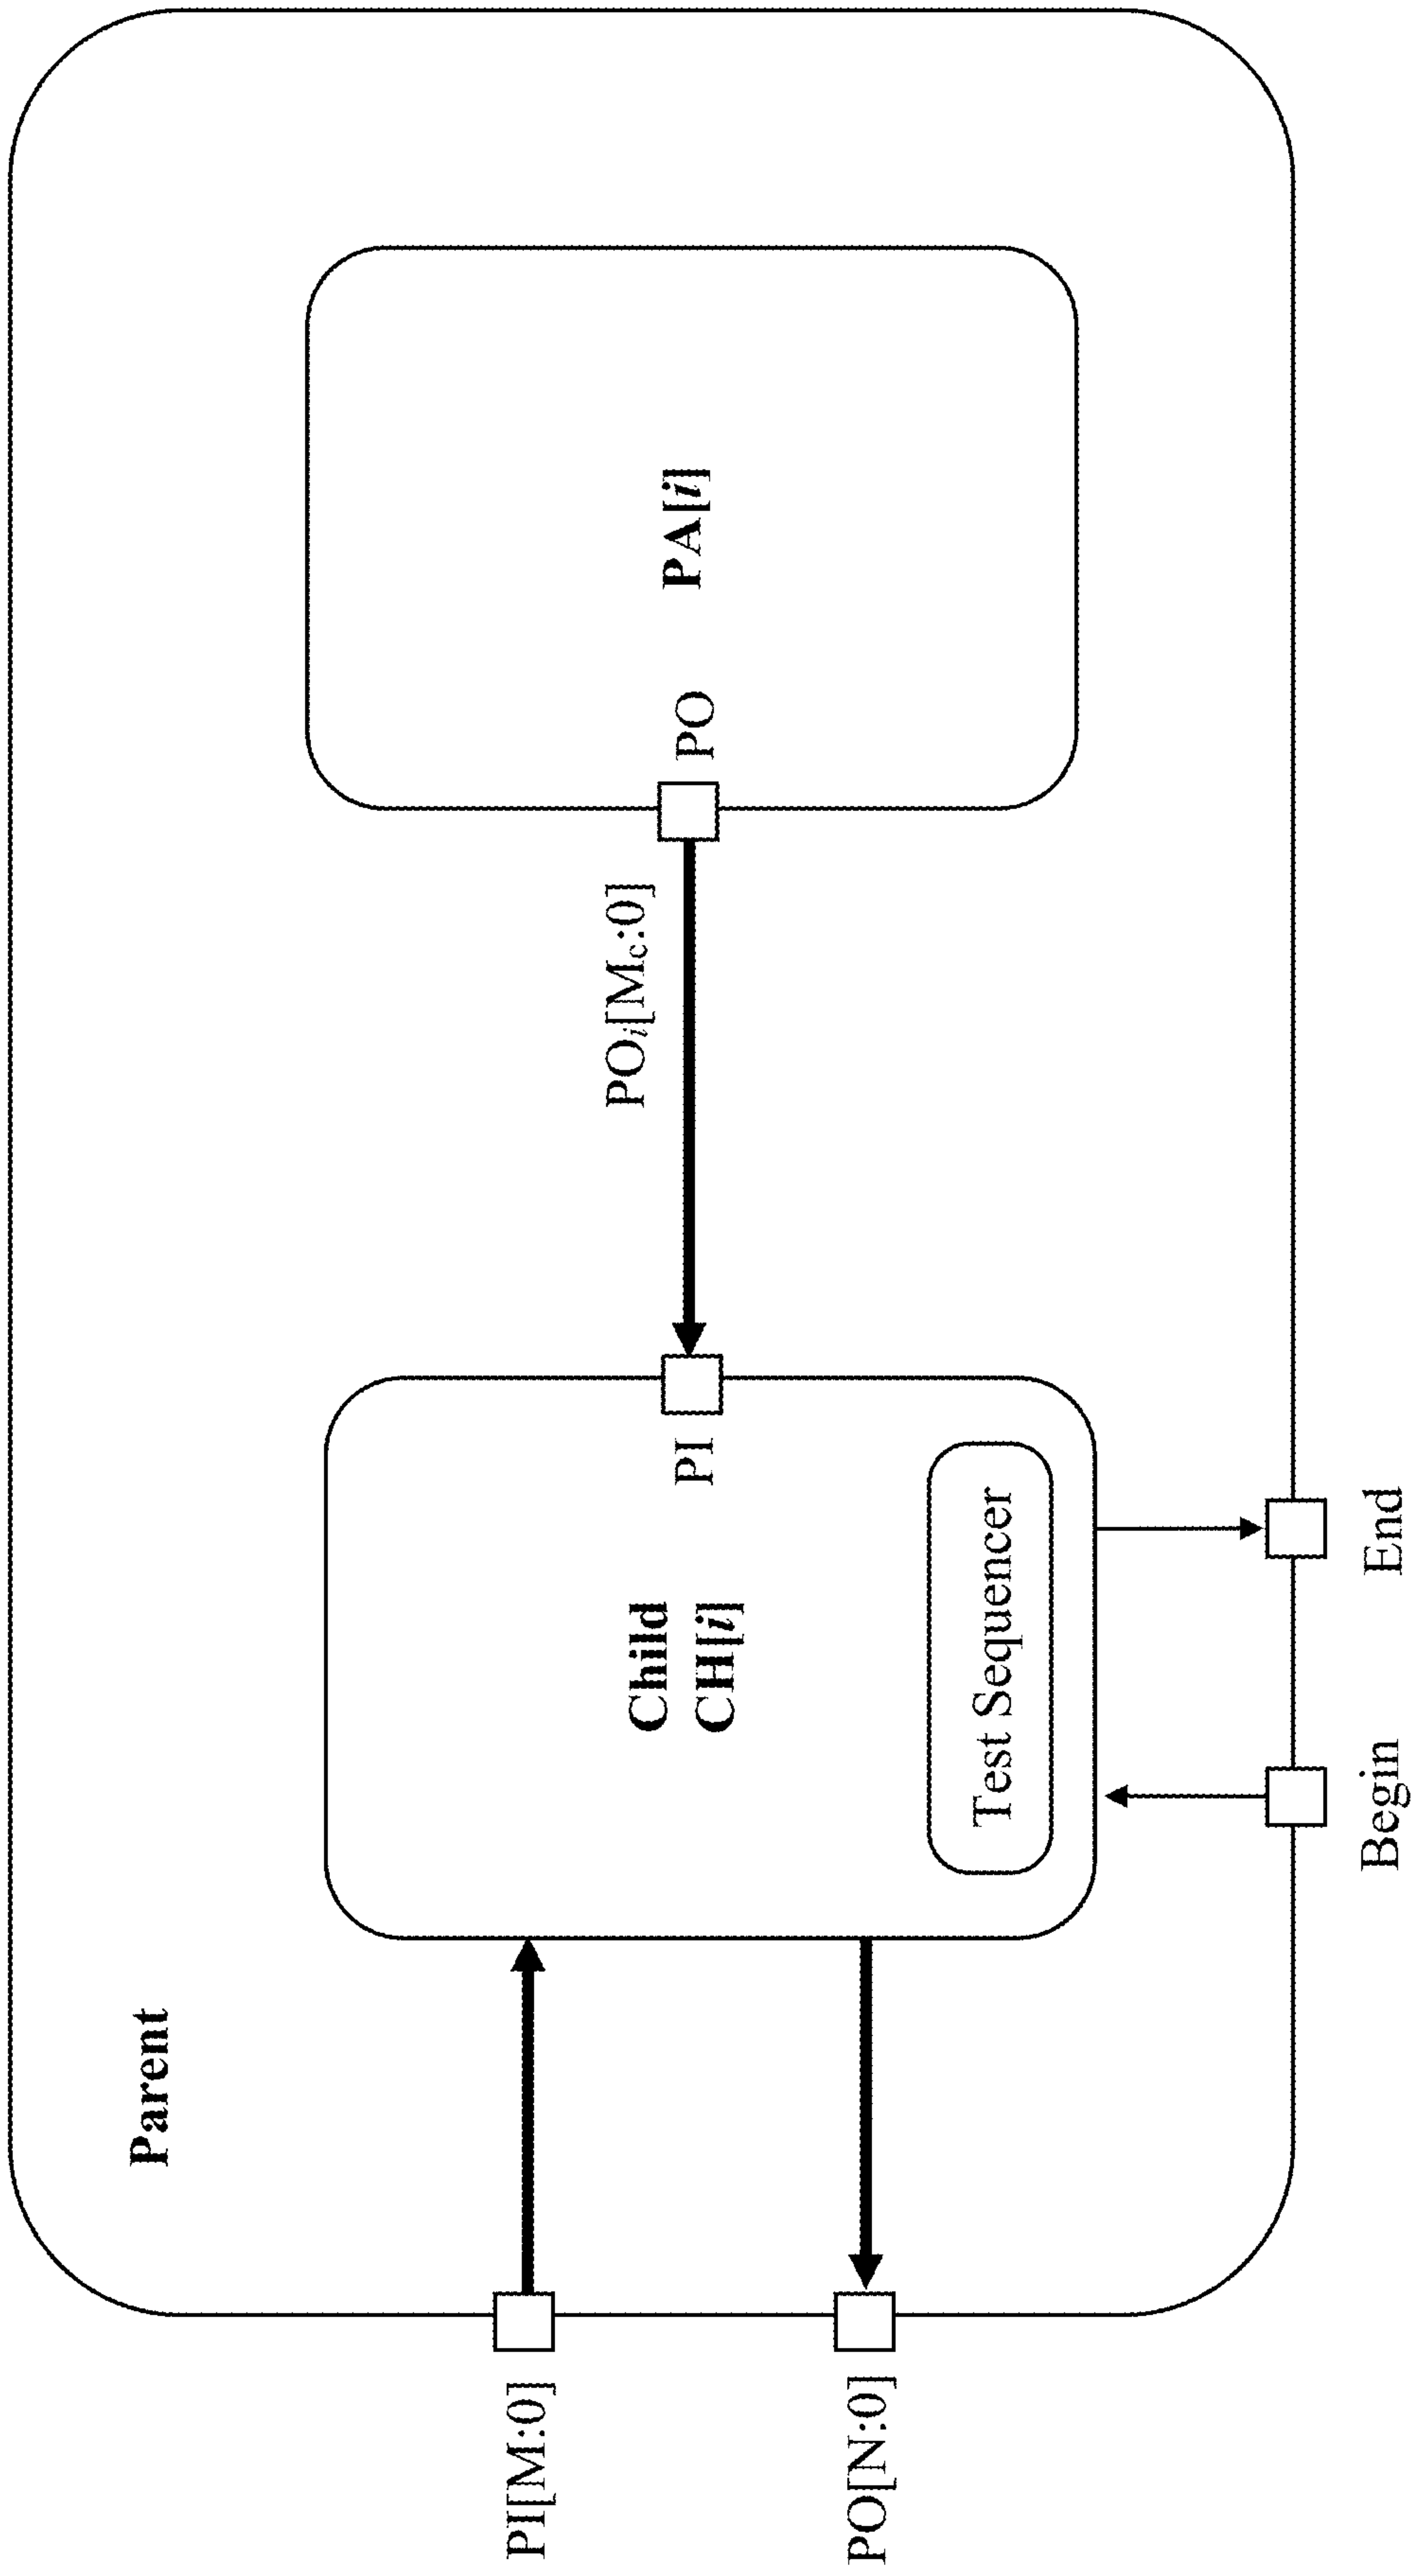 Parent
PI[M:0]
PO[N:0]
Child
CH[i]
PI
Test Sequencer
POi[Mc:0]
PO
PA[i]
Begin
End